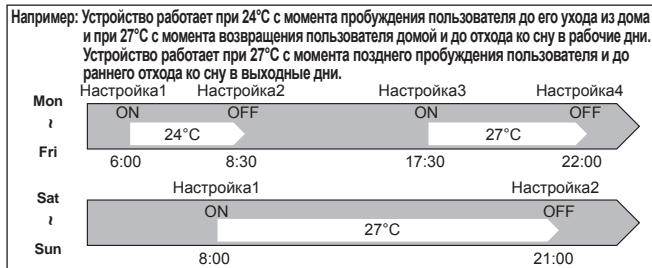 Например: Устройство работает при 24°C с момента пробуждения пользователя до его ухода из дома
и при 27°C с момента возвращения пользователя домой и до отхода ко сну в рабочие дни.
Устройство работает при 27°C с момента позднего пробуждения пользователя и до
раннего отхода ко сну в выходные дни.
Настройка1 Настройка2 Настройка3 Настройка4
Mon ON OFF ON OFF
≀ 24°C 27°C
Fri 6:00 8:30 17:30 22:00
Настройка1 Настройка2
Sat ON OFF
≀ 27°C
Sun 8:00 21:00